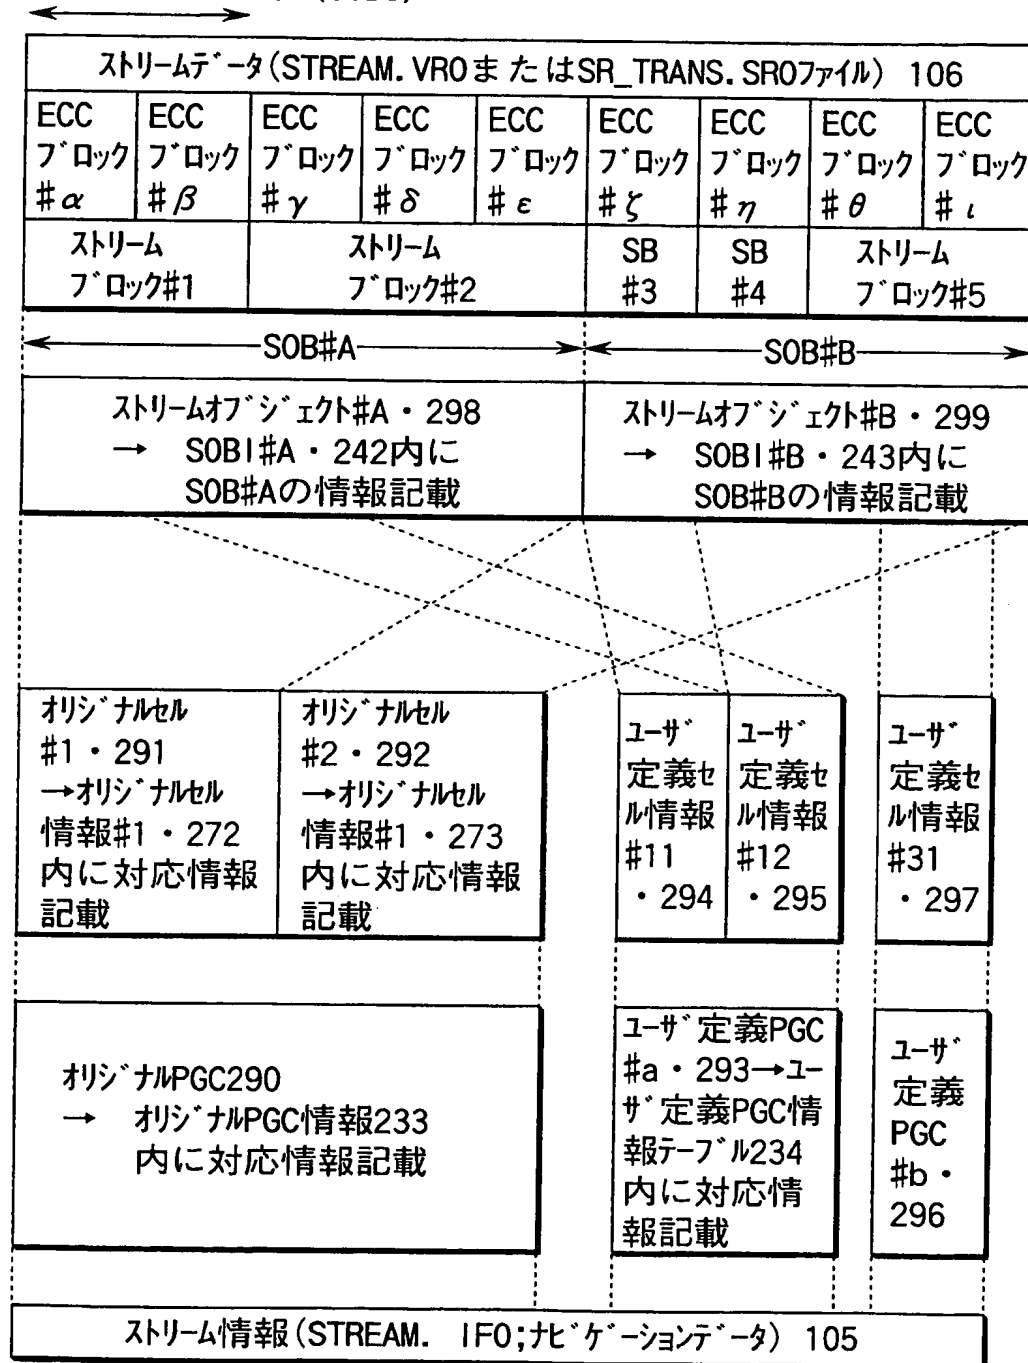 ストリームデータ(STREAM.VROまたはSR_TRANS.SROファイル) 106
ECC ECC ECC ECC ECC ECC ECC ECC ECC
ブロック ブロック ブロック ブロック ブロック ブロック ブロック ブロック ブロック
#α #β #γ #δ #ε #ζ #η #θ #ι
ストリーム ストリーム SB SB ストリーム
ブロック#1 ブロック#2 #3 #4 ブロック#5
SOB#A SOB#B
ストリームオブジェクト#A・298
→ SOBI#A・242内に
SOB#Aの情報記載
ストリームオブジェクト#B・299
→ SOBI#B・243内に
SOB#Bの情報記載
オリジナルセル
#1・291
→オリジナルセル
情報#1・272
内に対応情報
記載
オリジナルセル
#2・292
→オリジナルセル
情報#1・273
内に対応情報
記載
ユーザ
定義セ
ル情報
#11
・294
ユーザ
定義セ
ル情報
#12
・295
ユーザ
定義セ
ル情報
#31
・297
オリジナルPGC290
→ オリジナルPGC情報233
内に対応情報記載
ユーザ定義PGC
#a・293→ユー
ザ定義PGC情
報テーブル234
内に対応情
報記載
ユーザ
定義
PGC
#b・
296
ストリーム情報(STREAM. IFO;ナビゲーションデータ) 105